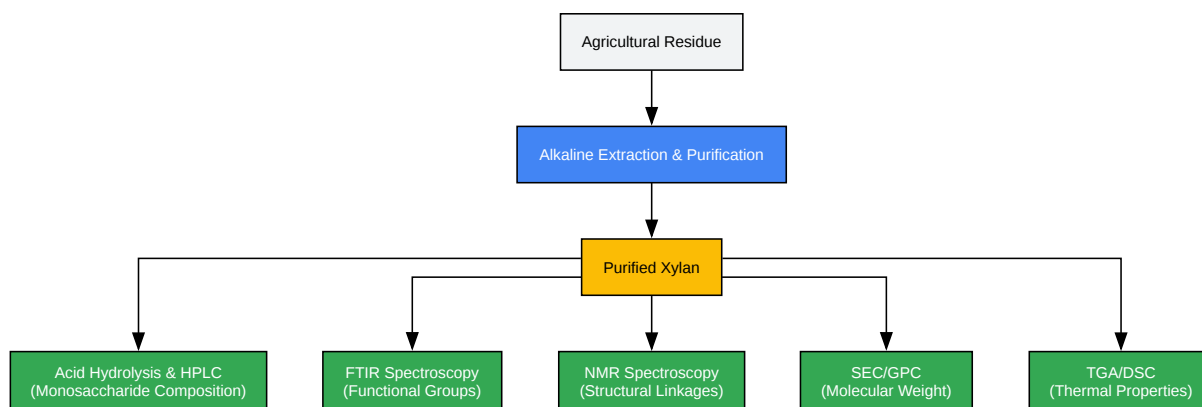 Agricultural Residue
Alkaline Extraction & Purification
Purified Xylan
Acid Hydrolysis & HPLC
(Monosaccharide Composition)
FTIR Spectroscopy
(Functional Groups)
NMR Spectroscopy
(Structural Linkages)
SEC/GPC
(Molecular Weight)
TGA/DSC
(Thermal Properties)